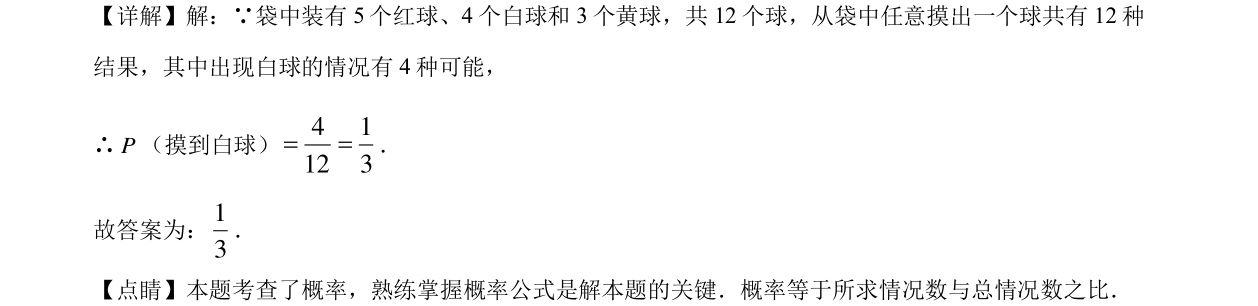 【详解】解：∵袋中装有 5 个红球、4 个白球和 3 个黄球，共 12 个球，从袋中任意摸出一个球共有 12 种
结果，其中出现白球的情况有 4 种可能，
∴ P （摸到白球）= 4/12 = 1/3 ．
故答案为： 1/3 ．
【点睛】本题考查了概率，熟练掌握概率公式是解本题的关键．概率等于所求情况数与总情况数之比．